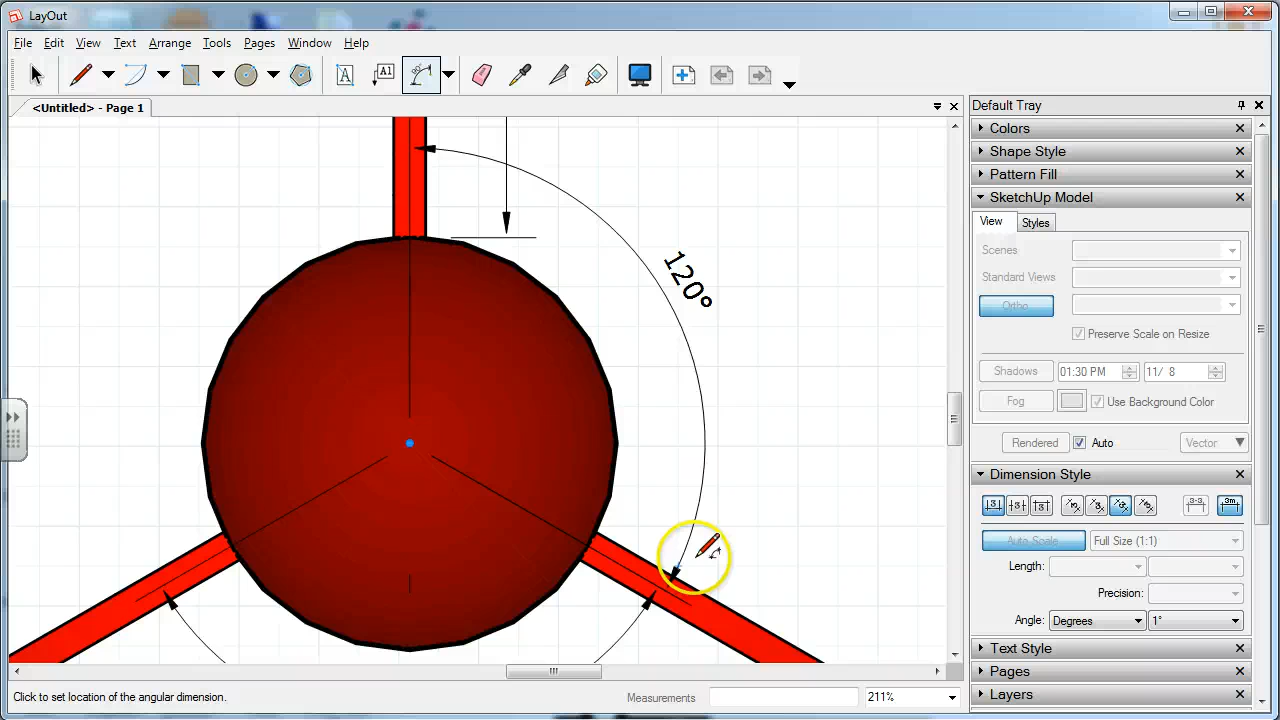 LayOut
File Edit View Text Arrange Tools Pages Window Help
A A1
<Untitled> - Page 1
Default Tray
Colors
Shape Style
Pattern Fill
SketchUp Model
View Styles
Scenes
Standard Views
Ortho
Preserve Scale on Resize
Shadows 01:30 PM 11/ 8
Fog Use Background Color
Rendered Auto Vector
Dimension Style
Auto Scale Full Size (1:1)
Length:
Precision:
Angle: Degrees 1°
Text Style
Pages
Layers
120°
Click to set location of the angular dimension. Measurements 211%